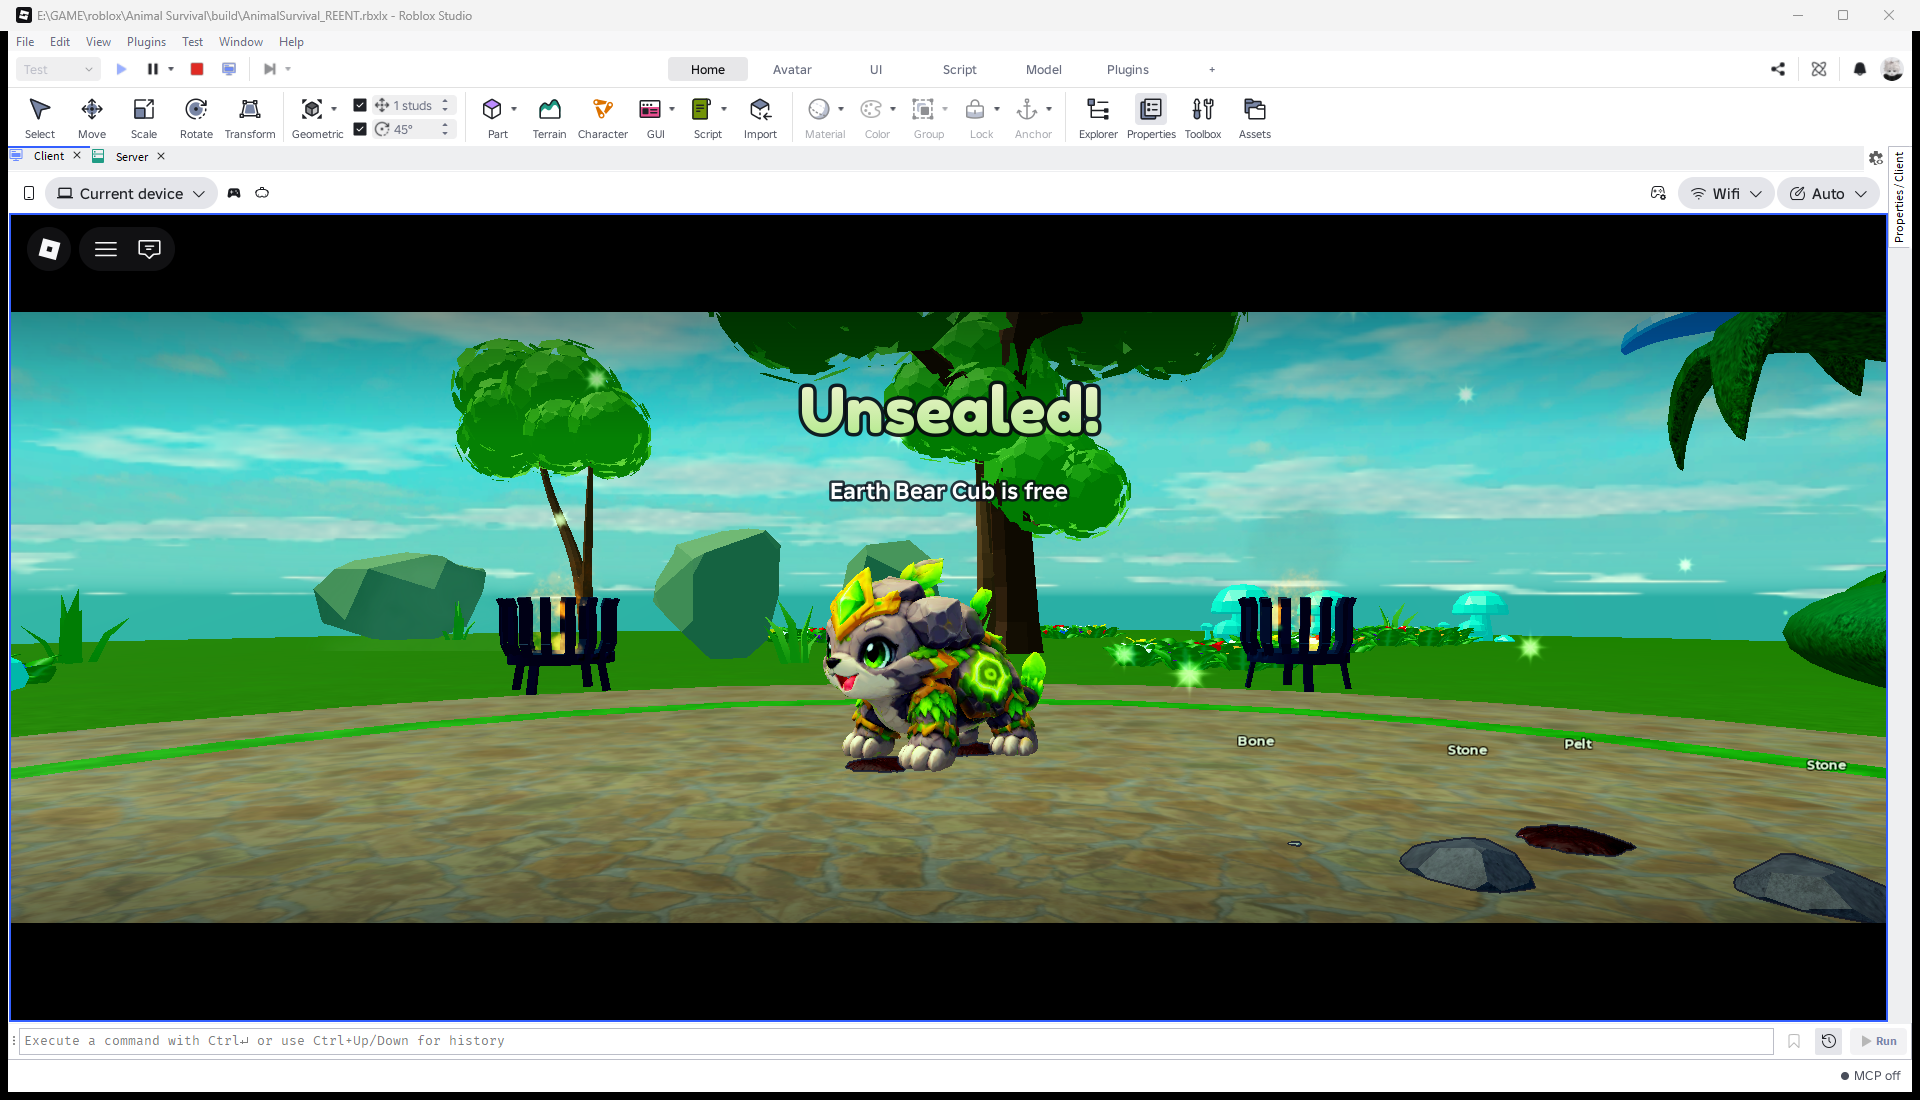 E:\GAME\roblox\Animal Survival\build\AnimalSurvival_REENT.rbxlx - Roblox Studio
File Edit View Plugins Test Window Help
Test Home Avatar UI Script Model Plugins +
1 studs
45°
Select Move Scale Rotate Transform Geometric Part Terrain Character GUI Script Import Material Color Group Lock Anchor Explorer Properties Toolbox Assets
Client Server
Properties / Client
Current device Wifi Auto
Unsealed!
Earth Bear Cub is free
Bone
Stone
Pelt
Stone
Execute a command with Ctrl↵ or use Ctrl+Up/Down for history
Run
MCP off